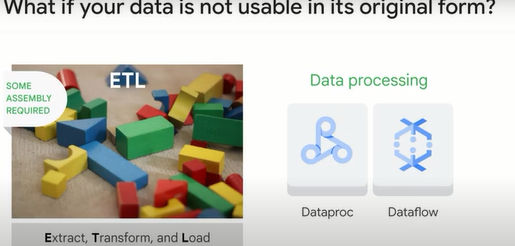 What if your data is not usable in its original form?
SOME
ASSEMBLY
REQUIRED
ETL
Extract, Transform, and Load
Data processing
Dataproc
Dataflow